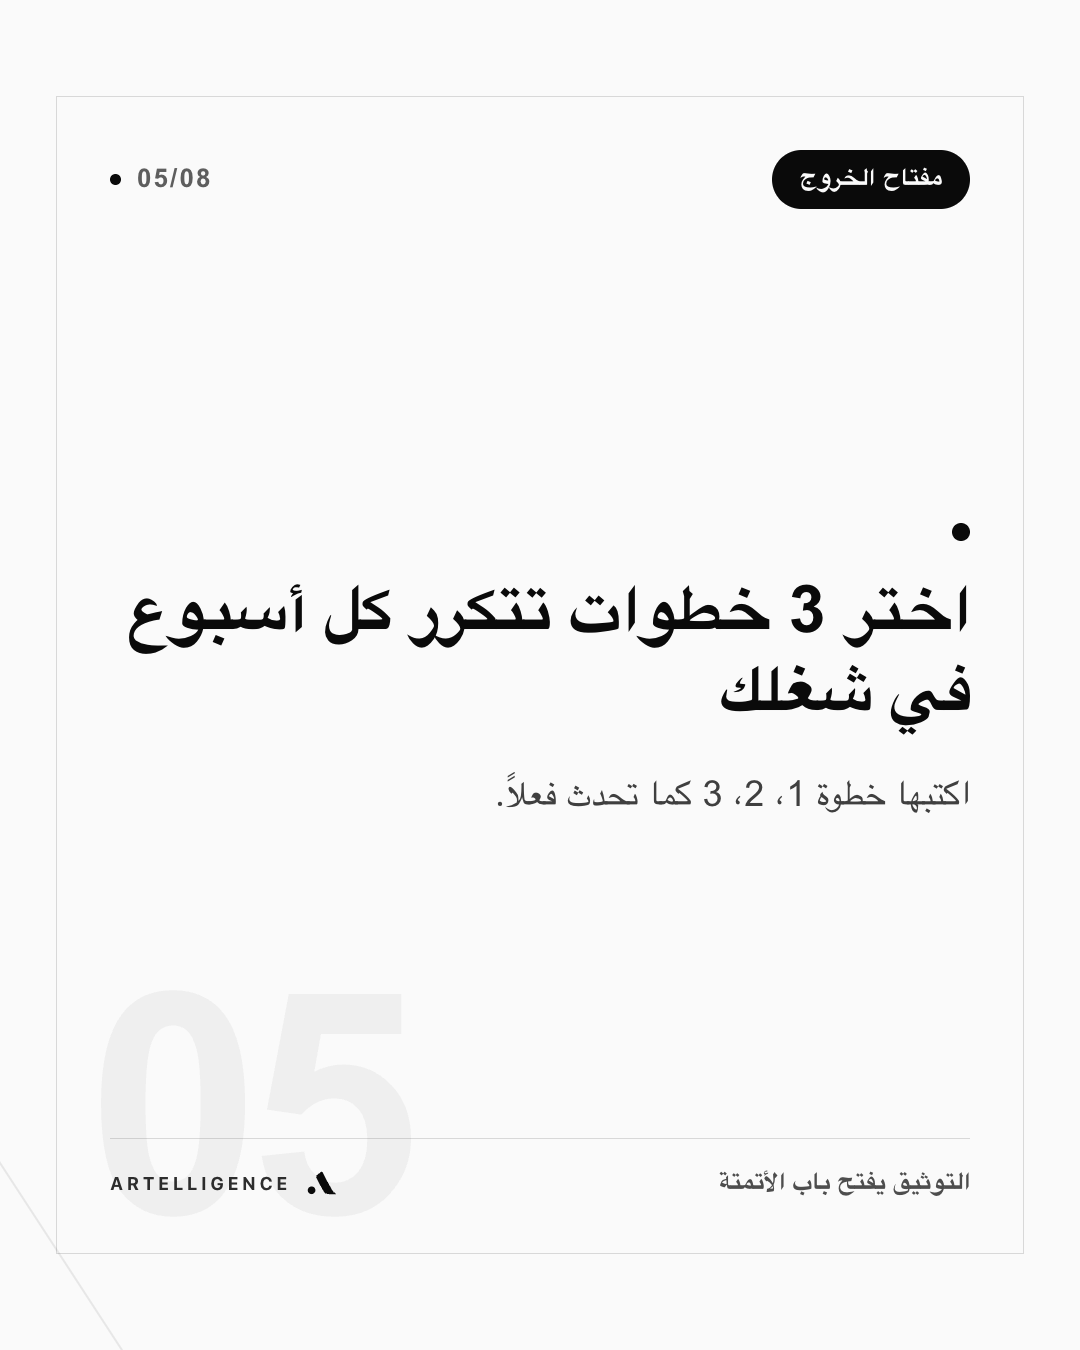 مفتاح الخروج
05/08
اختر 3 خطوات تتكرر كل أسبوع
في شغلك
اكتبها خطوة 1، 2، 3 كما تحدث فعلاً.
05
التوثيق يفتح باب الأتمتة
ARTELLIGENCE